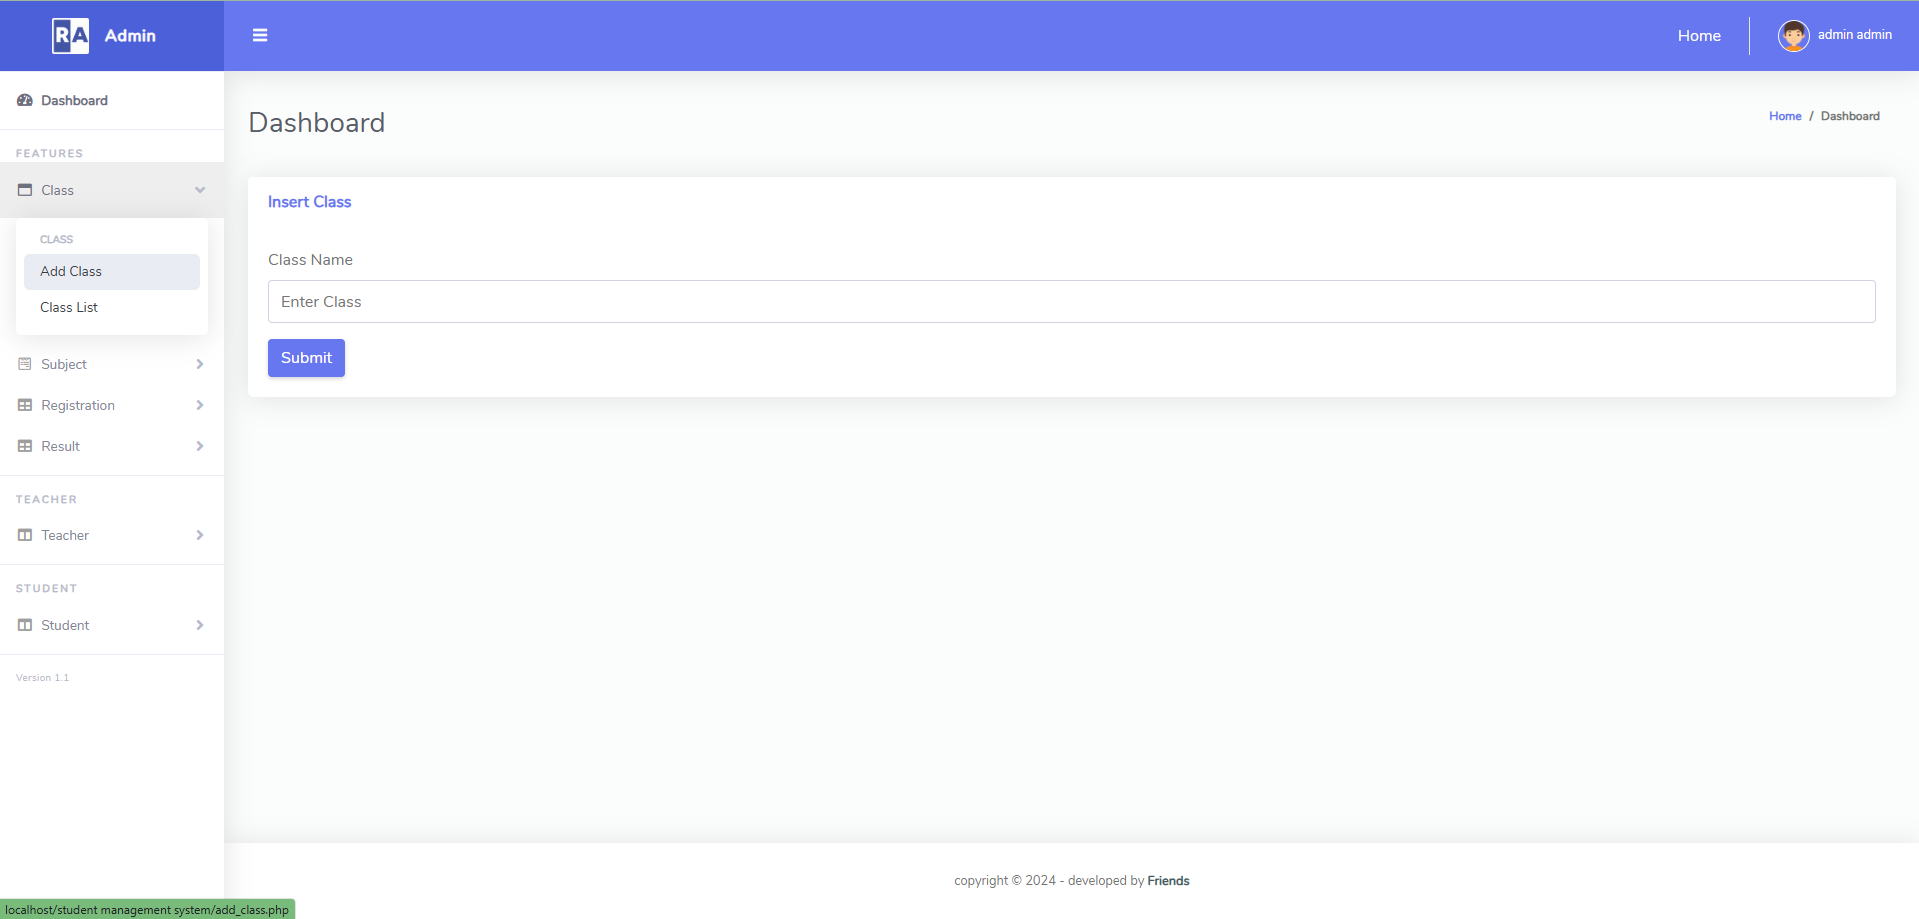 RA Admin
Home
admin admin
Dashboard
FEATURES
Class
CLASS
Add Class
Class List
Subject
Registration
Result
TEACHER
Teacher
STUDENT
Student
Version 1.1
Dashboard
Home / Dashboard
Insert Class
Class Name
Enter Class
Submit
copyright © 2024 - developed by Friends
localhost/student management system/add_class.php